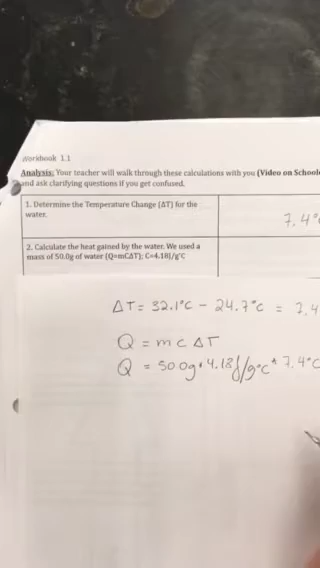 Workbook 1.1
Analysis: Your teacher will walk through these calculations with you (Video on School
and ask clarifying questions if you get confused.
1. Determine the Temperature Change (ΔT) for the
water.
7.4°
2. Calculate the heat gained by the water. We used a
mass of 50.0g of water (Q=mCΔT); C=4.18J/g°C
ΔT = 32.1°C - 24.7°C = 7.4
Q = m C ΔT
Q = 50.0g • 4.18J/g°C * 7.4°C